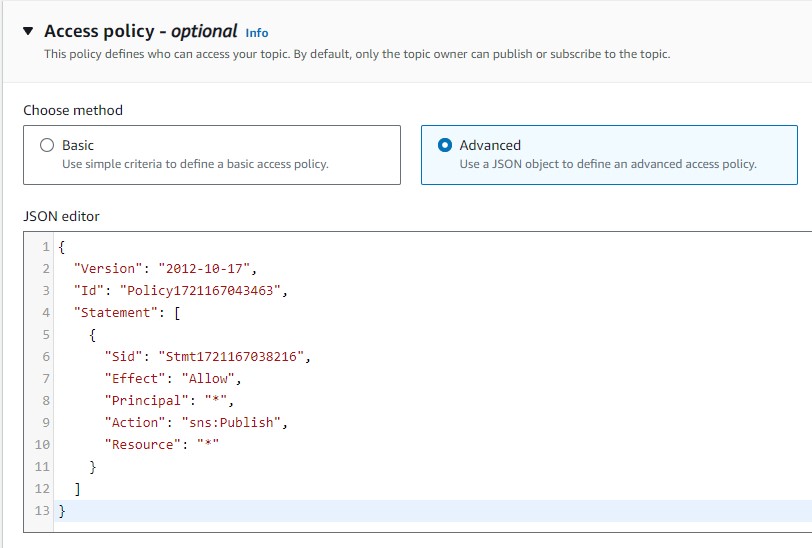 ▼ Access policy - optional Info
This policy defines who can access your topic. By default, only the topic owner can publish or subscribe to the topic.
Choose method
Basic
Use simple criteria to define a basic access policy.
Advanced
Use a JSON object to define an advanced access policy.
JSON editor
1 {
2   "Version": "2012-10-17",
3   "Id": "Policy1721167043463",
4   "Statement": [
5     {
6       "Sid": "Stmt1721167038216",
7       "Effect": "Allow",
8       "Principal": "*",
9       "Action": "sns:Publish",
10       "Resource": "*"
11     }
12   ]
13 }